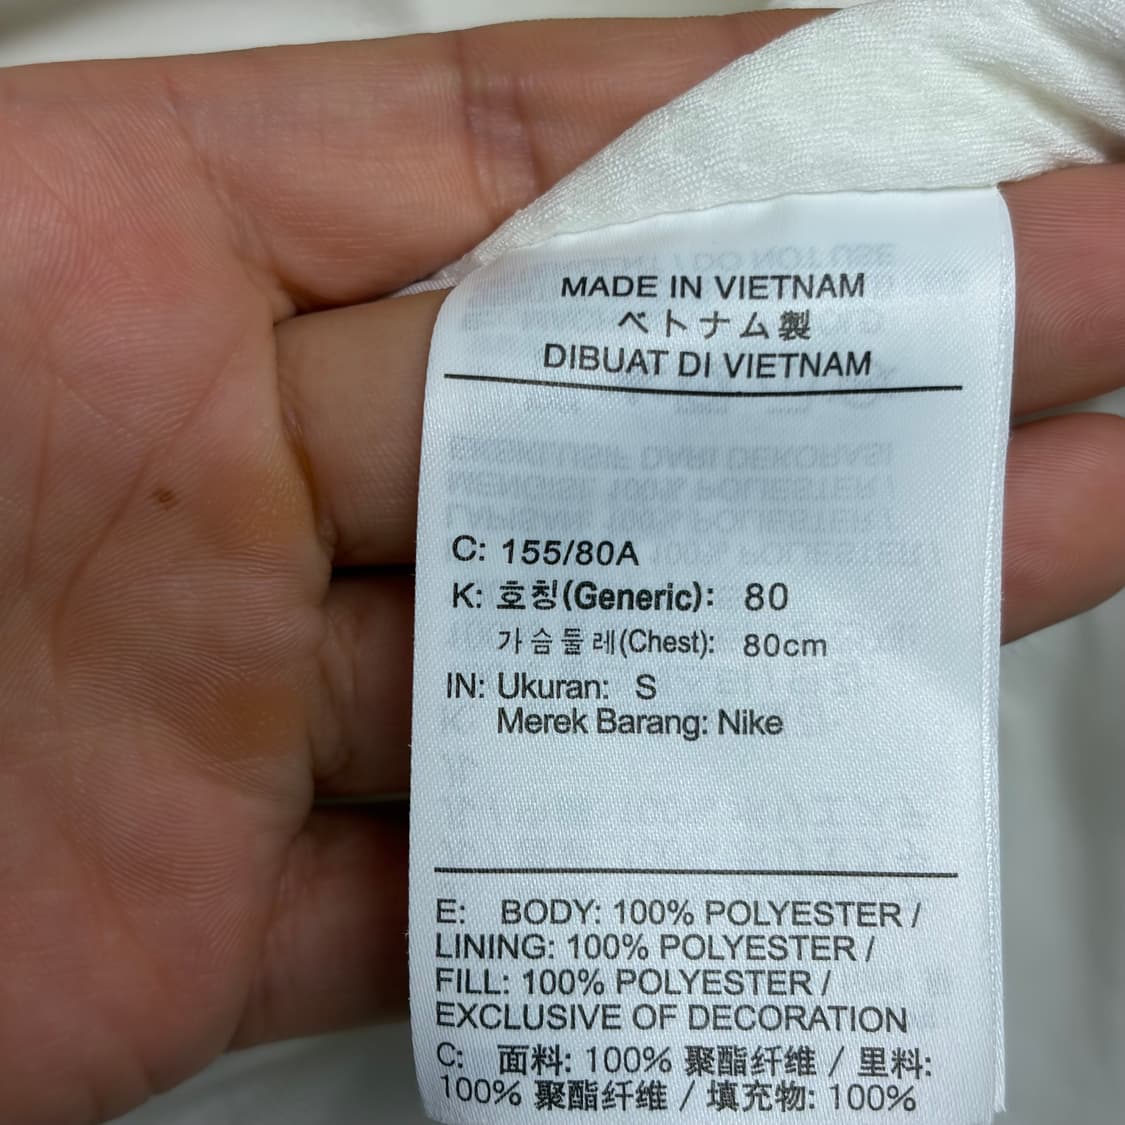 MADE IN VIETNAM
ベトナム製
DIBUAT DI VIETNAM
C: 155/80A
K: 호칭(Generic): 80
가슴둘레(Chest): 80cm
IN: Ukuran: S
Merek Barang: Nike
E: BODY: 100% POLYESTER /
LINING: 100% POLYESTER /
FILL: 100% POLYESTER /
EXCLUSIVE OF DECORATION
C: 面料: 100% 聚酯纤维 / 里料:
100% 聚酯纤维 / 填充物: 100%